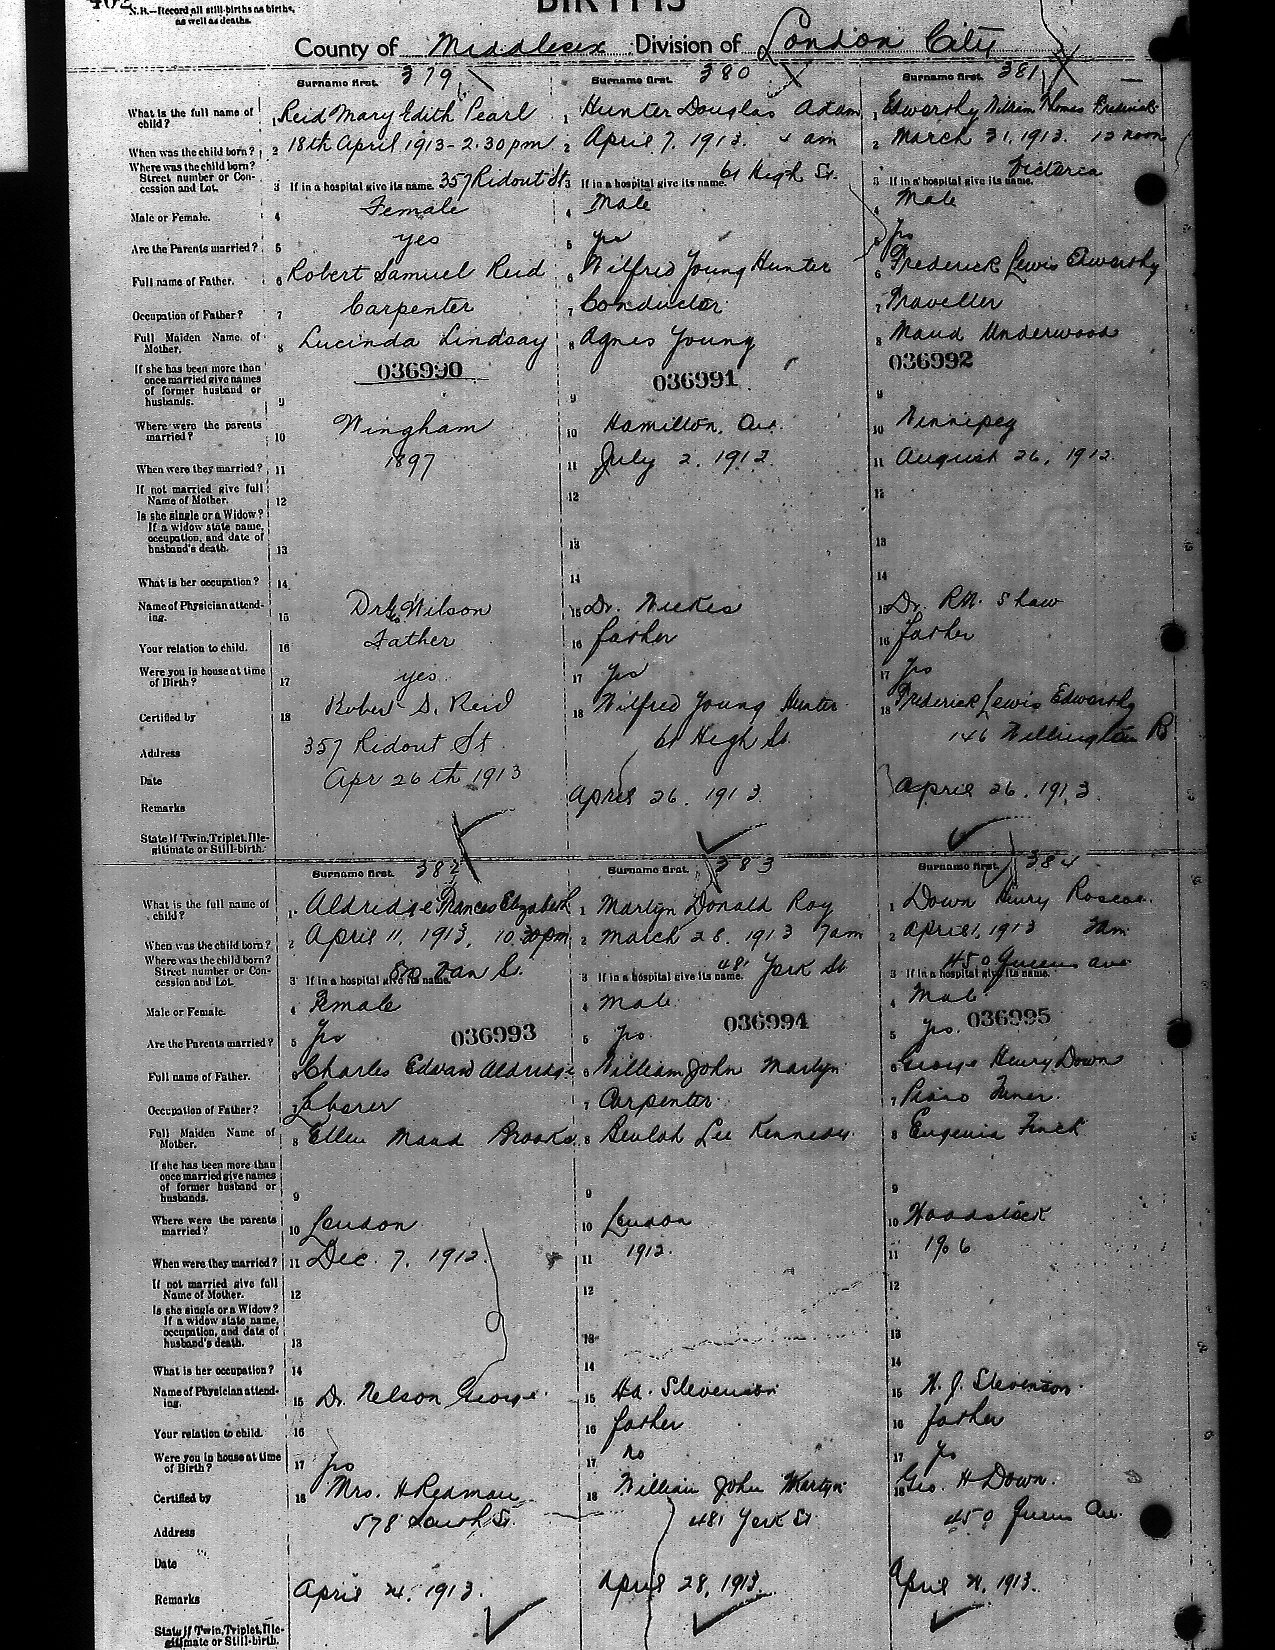 N.B.—Record all still-births as births,
as well as deaths.
BIRTHS
County of Middlesex Division of London City
Surname first. 379
What is the full name of child? 1 Reid Mary Edith Pearl
When was the child born? 2 18th April 1913 - 2.30 pm
Where was the child born? Street number or Concession and Lot. 3 If in a hospital give its name. 357 Ridout St
Male or Female. 4 Female
Are the Parents married? 5 yes
Full name of Father. 6 Robert Samuel Reid
Occupation of Father? 7 Carpenter
Full Maiden Name of Mother. 8 Lucinda Lindsay
036990
If she has been more than once married give names of former husband or husbands. 9
Where were the parents married? 10 Wingham
When were they married? 11 1897
If not married give full Name of Mother. 12
Is she single or a Widow? If a widow state name, occupation, and date of husband's death. 13
What is her occupation? 14
Name of Physician attending. 15 Dr Wilson
Your relation to child. 16 Father
Were you in house at time of Birth? 17 yes
Certified by 18 Robert S. Reid
Address 357 Ridout St
Date Apr 26th 1913
Remarks
State if Twin, Triplet, Illegitimate or Still-birth.
Surname first. 380
1 Hunter Douglas Adam
2 April 7, 1913. 4 am
3 If in a hospital give its name. 61 High St.
4 Male
5 yes
6 Wilfred Young Hunter
7 Conductor
8 Agnes Young
036991
9
10 Hamilton, Ont.
11 July 2, 1912
12
13
14
15 Dr. Weekes
16 father
17 yes
18 Wilfred Young Hunter
61 High St.
April 26, 1913
Surname first. 381
1 Edworthy William Thomas Frederick
2 March 31, 1913. 12 noon
3 If in a hospital give its name. Victoria
4 Male
5 yes
6 Frederick Lewis Edworthy
7 Traveller
8 Maud Underwood
036992
9
10 Winnipeg
11 August 26, 1912
12
13
14
15 Dr. R.M. Shaw
16 father
17 yes
18 Frederick Lewis Edworthy
146 Wellington
April 26, 1913
Surname first. 382
What is the full name of child? 1 Aldridge Frances Elizabeth
When was the child born? 2 April 11, 1913, 10.30 pm
Where was the child born? Street number or Concession and Lot. 3 If in a hospital give its name. Van S.
Male or Female. 4 Female
Are the Parents married? 5 yes
036993
Full name of Father. 6 Charles Edward Aldridge
Occupation of Father? 7 Laborer
Full Maiden Name of Mother. 8 Ellen Maud Brooks
If she has been more than once married give names of former husband or husbands. 9
Where were the parents married? 10 London
When were they married? 11 Dec. 7, 1912
If not married give full Name of Mother. 12
Is she single or a Widow? If a widow state name, occupation, and date of husband's death. 13
What is her occupation? 14
Name of Physician attending. 15 Dr. Nelson George
Your relation to child. 16
Were you in house at time of Birth? 17 yes
Certified by 18 Mrs. H Redman
Address 578 South St.
Date
Remarks April 1913.
State if Twin, Triplet, Illegitimate or Still-birth.
Surname first. 383
1 Martyn Donald Roy
2 March 28, 1913 7 am
3 If in a hospital give its name. 481 York St
4 Male
5 yes
036994
6 William John Martyn
7 Carpenter
8 Beulah Lee Kennedy
9
10 London
11 1912.
12
13
14
15 Stevenson
16 father
17 no
18 William John Martyn
481 York St
April 28, 1913.
Surname first. 384
1 Down Henry Roscoe
2 April 1, 1913 am
3 If in a hospital give its name. 450 Queens ave
4 Male
5 yes. 036995
6 George Henry Down
7 Piano Tuner
8 Eugenia Finch
9
10 Woodstock
11 1906
12
13
14
15 Stevenson
16 father
17 yes
18 Geo. H Down
450 Queens Ave.
April 1913.